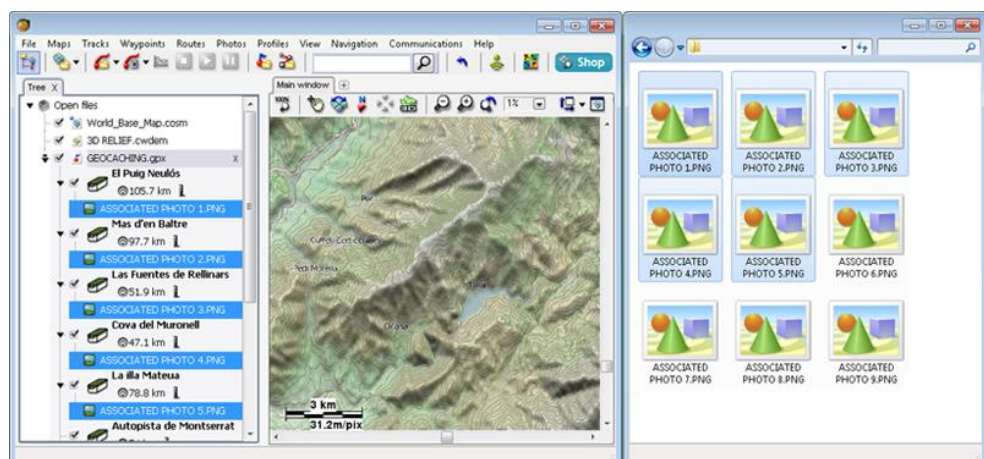 File Maps Tracks Waypoints Routes Photos Profiles View Navigation Communications Help
Shop
Tree X
Main window
100%
1%
Open files
World_Base_Map.cosm
3D RELIEF.cwdem
GEOCACHING.gpx x
El Puig Neulós
105.7 km
ASSOCIATED PHOTO 1.PNG
Mas d'en Baltre
97.7 km
ASSOCIATED PHOTO 2.PNG
Las Fuentes de Rellinars
51.9 km
ASSOCIATED PHOTO 3.PNG
Cova del Muronell
47.1 km
ASSOCIATED PHOTO 4.PNG
La illa Mateua
78.8 km
ASSOCIATED PHOTO 5.PNG
Autopista de Montserrat
3 km
31.2m/pix
ASSOCIATED PHOTO 1.PNG
ASSOCIATED PHOTO 2.PNG
ASSOCIATED PHOTO 3.PNG
ASSOCIATED PHOTO 4.PNG
ASSOCIATED PHOTO 5.PNG
ASSOCIATED PHOTO 6.PNG
ASSOCIATED PHOTO 7.PNG
ASSOCIATED PHOTO 8.PNG
ASSOCIATED PHOTO 9.PNG